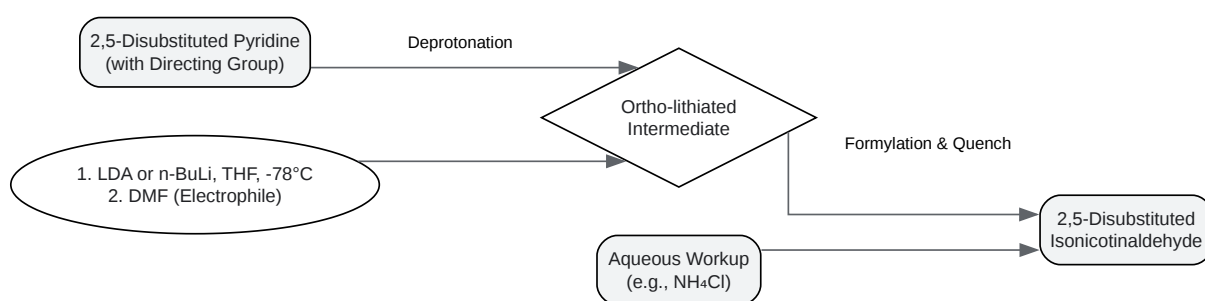 2,5-Disubstituted Pyridine
(with Directing Group)
Deprotonation
Ortho-lithiated
Intermediate
1. LDA or n-BuLi, THF, -78°C
2. DMF (Electrophile)
Formylation & Quench
2,5-Disubstituted
Isonicotinaldehyde
Aqueous Workup
(e.g., NH₄Cl)